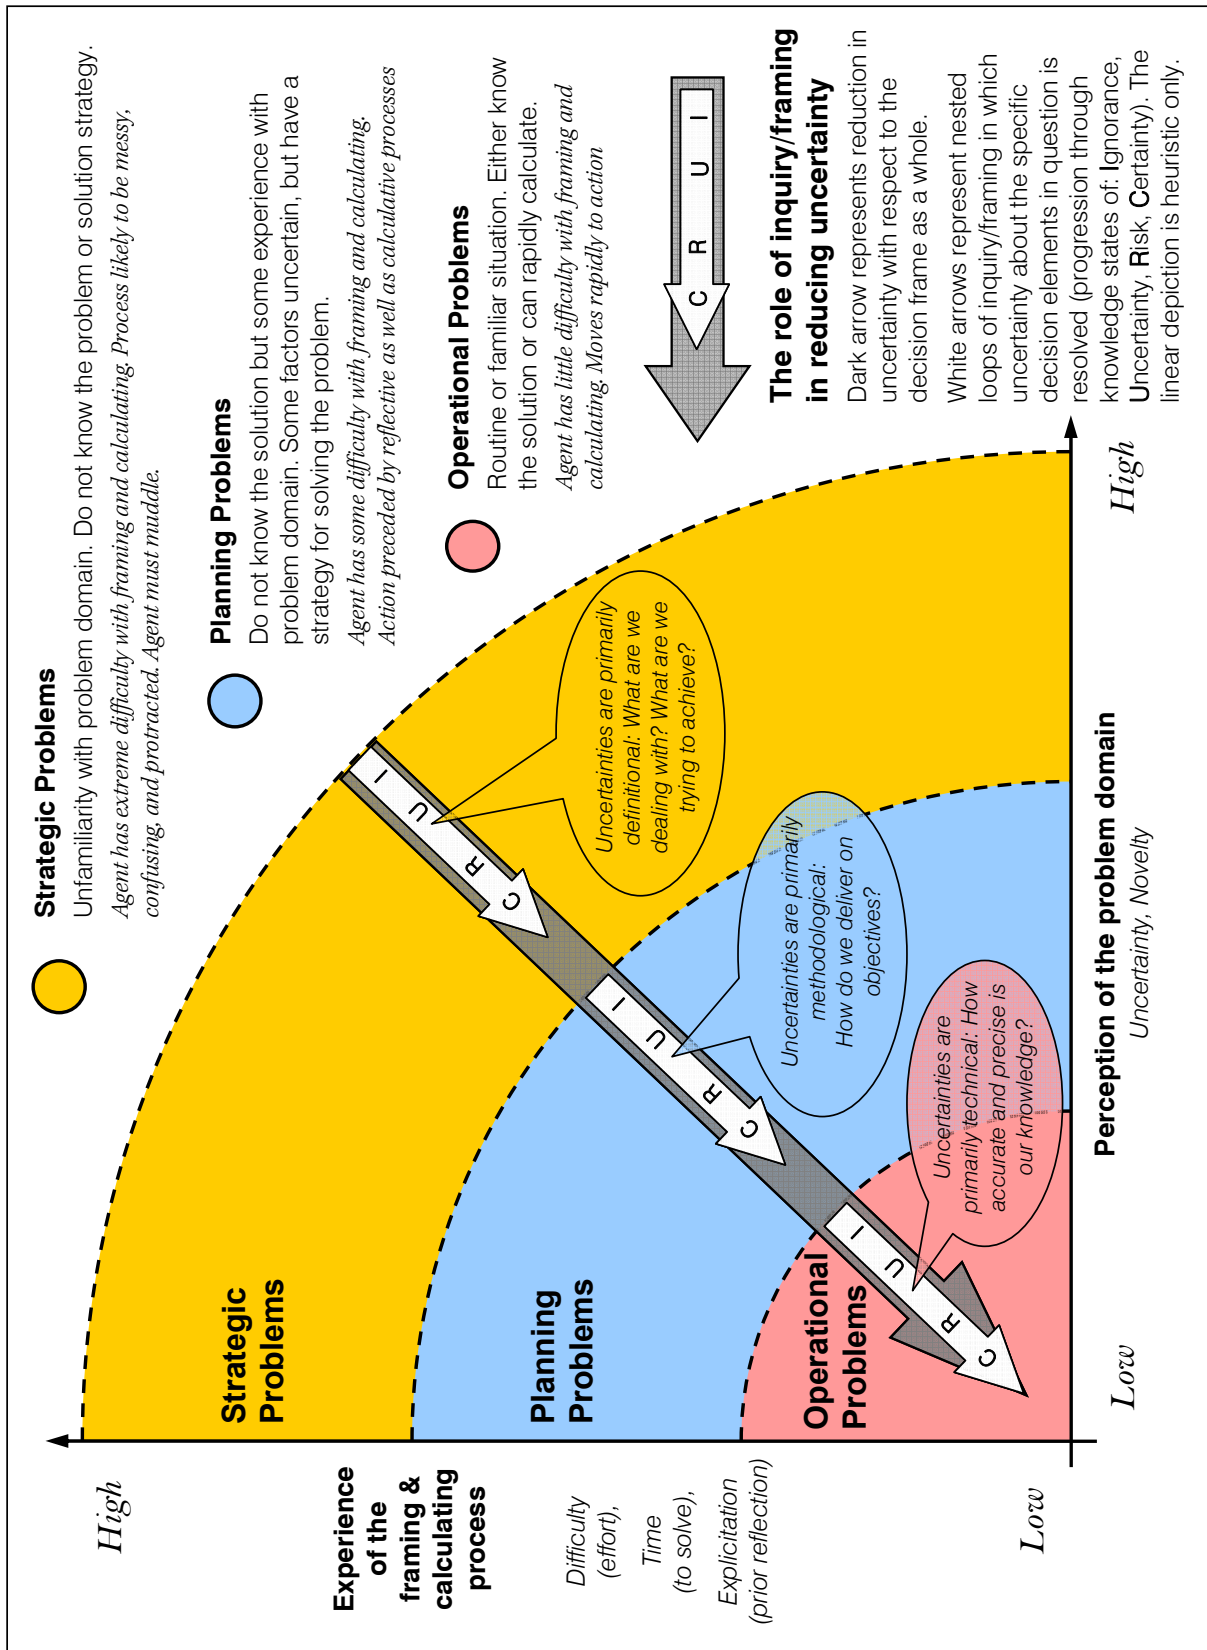 Strategic Problems
Unfamiliarity with problem domain. Do not know the problem or solution strategy.
Agent has extreme difficulty with framing and calculating. Process likely to be messy,
confusing, and protracted. Agent must muddle.
Planning Problems
Do not know the solution but some experience with
problem domain. Some factors uncertain, but have a
strategy for solving the problem.
Agent has some difficulty with framing and calculating.
Action preceded by reflective as well as calculative processes
Operational Problems
Routine or familiar situation. Either know
the solution or can rapidly calculate.
Agent has little difficulty with framing and
calculating. Moves rapidly to action
C R U I
The role of inquiry/framing
in reducing uncertainty
Dark arrow represents reduction in
uncertainty with respect to the
decision frame as a whole.
White arrows represent nested
loops of inquiry/framing in which
uncertainty about the specific
decision elements in question is
resolved (progression through
knowledge states of: Ignorance,
Uncertainty, Risk, Certainty). The
linear depiction is heuristic only.
High
Experience
of the
framing &
calculating
process
Difficulty
(effort),
Time
(to solve),
Explicitation
(prior reflection)
Low
Strategic
Problems
Planning
Problems
Operational
Problems
C R U I
C R U I
C R U I
Uncertainties are primarily
definitional: What are we
dealing with? What are we
trying to achieve?
Uncertainties are primarily
methodological:
How do we deliver on
objectives?
Uncertainties are
primarily technical: How
accurate and precise is
our knowledge?
Low
Perception of the problem domain
Uncertainty, Novelty
High